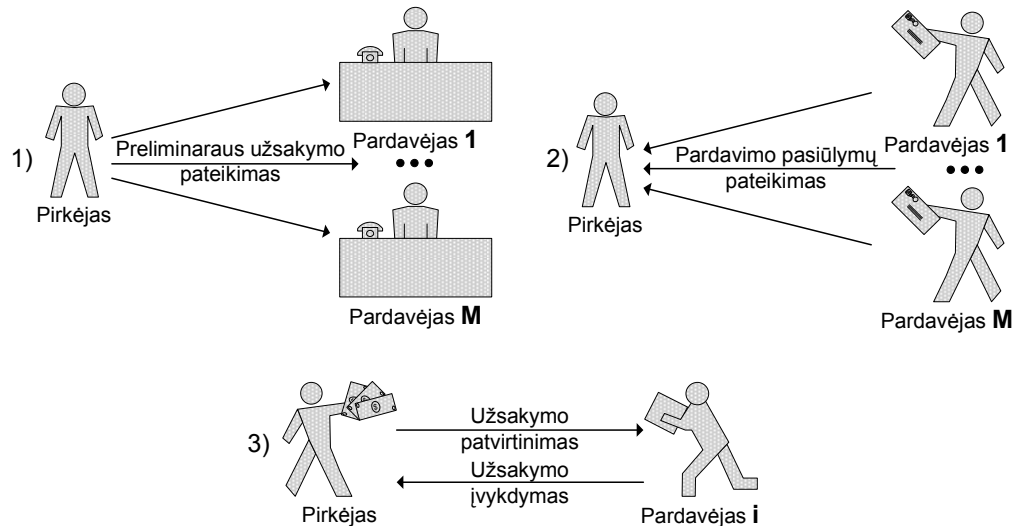 1)
Pirkėjas
Preliminaraus užsakymo
pateikimas
Pardavėjas 1
•••
Pardavėjas M
2)
Pirkėjas
Pardavimo pasiūlymų
pateikimas
Pardavėjas 1
•••
Pardavėjas M
3)
Pirkėjas
Užsakymo
patvirtinimas
Užsakymo
įvykdymas
Pardavėjas i